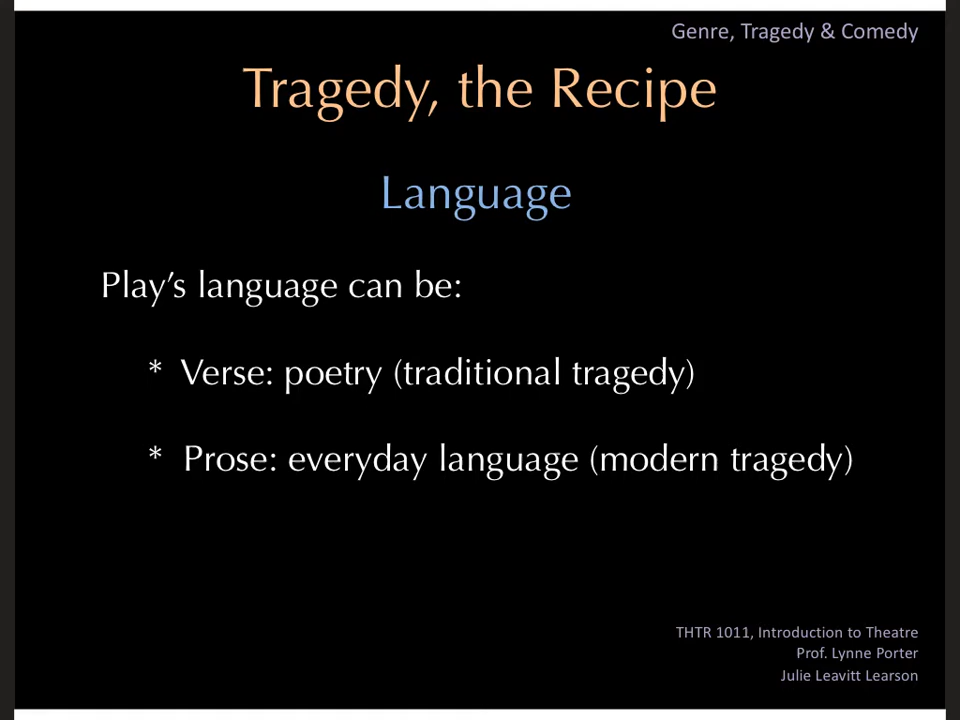 Genre, Tragedy & Comedy
Tragedy, the Recipe
Language
Play’s language can be:
* Verse: poetry (traditional tragedy)
* Prose: everyday language (modern tragedy)
THTR 1011, Introduction to Theatre
Prof. Lynne Porter
Julie Leavitt Learson